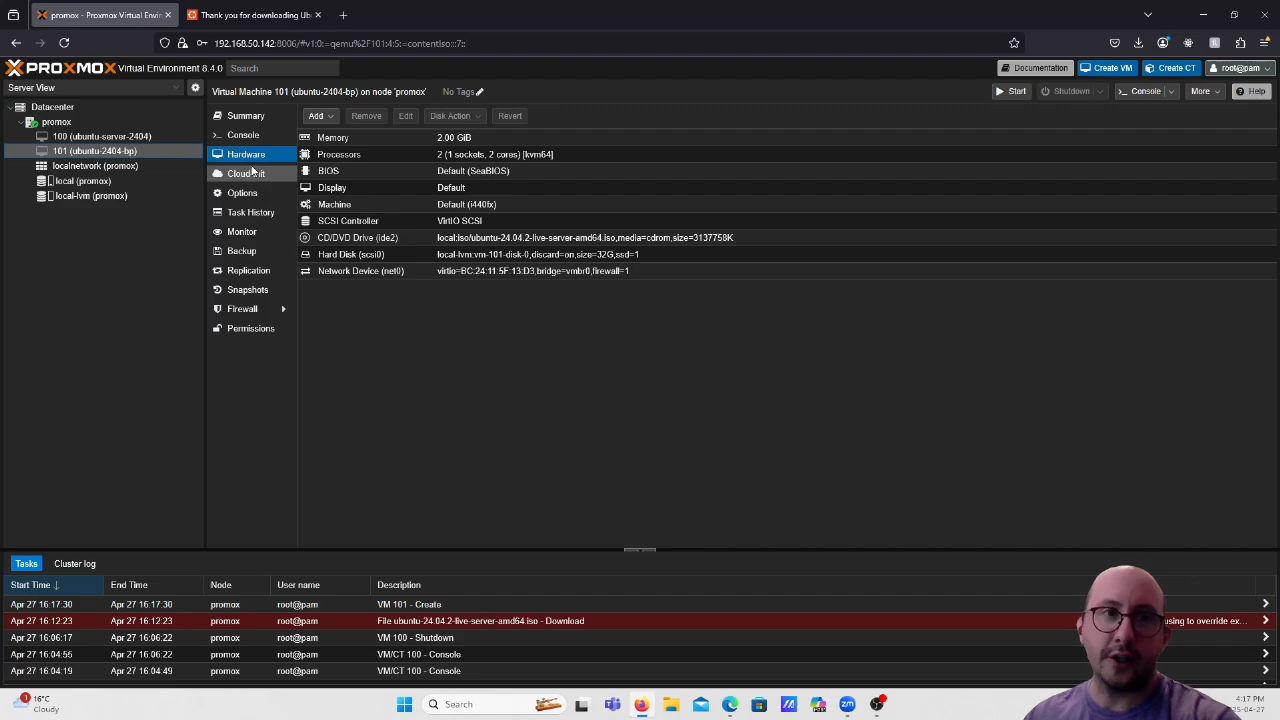 promox - Proxmox Virtual Envir
Thank you for downloading Ubu
192.168.50.142:8006/#v1:0:=qemu%2F101:4:5:=contentIso:::7::
PROXMOX Virtual Environment 8.4.0 Search Documentation Create VM Create CT root@pam
Server View
Virtual Machine 101 (ubuntu-2404-bp) on node 'promox' No Tags Start Shutdown Console More Help
Datacenter
promox
100 (ubuntu-server-2404)
101 (ubuntu-2404-bp)
localnetwork (promox)
local (promox)
local-lvm (promox)
Summary
Console
Hardware
Cloud-Init
Options
Task History
Monitor
Backup
Replication
Snapshots
Firewall
Permissions
Add Remove Edit Disk Action Revert
Memory 2.00 GiB
Processors 2 (1 sockets, 2 cores) [kvm64]
BIOS Default (SeaBIOS)
Display Default
Machine Default (i440fx)
SCSI Controller VirtIO SCSI
CD/DVD Drive (ide2) local:iso/ubuntu-24.04.2-live-server-amd64.iso,media=cdrom,size=3137758K
Hard Disk (scsi0) local-lvm:vm-101-disk-0,discard=on,size=32G,ssd=1
Network Device (net0) virtio=BC:24:11:5F:13:D3,bridge=vmbr0,firewall=1
Tasks Cluster log
Start Time End Time Node User name Description
Apr 27 16:17:30 Apr 27 16:17:30 promox root@pam VM 101 - Create
Apr 27 16:12:23 Apr 27 16:12:23 promox root@pam File ubuntu-24.04.2-live-server-amd64.iso - Download using to override ex...
Apr 27 16:06:17 Apr 27 16:06:22 promox root@pam VM 100 - Shutdown
Apr 27 16:04:55 Apr 27 16:06:22 promox root@pam VM/CT 100 - Console
Apr 27 16:04:19 Apr 27 16:04:49 promox root@pam VM/CT 100 - Console
1
16°C
Cloudy
Search
zm
4:17 PM
25-04-27